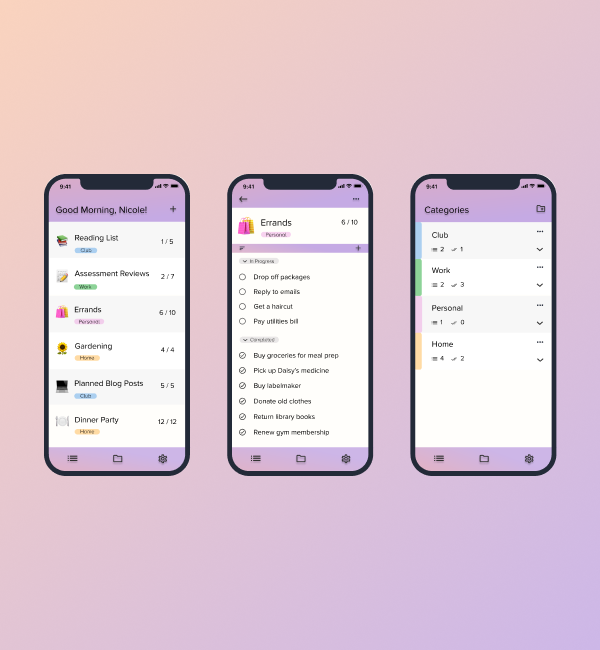 9:41
Good Morning, Nicole! +
Reading List 1 / 5
Club
Assessment Reviews 2 / 7
Work
Errands 6 / 10
Personal
Gardening 4 / 4
Home
Planned Blog Posts 5 / 5
Club
Dinner Party 12 / 12
Home
9:41
Errands 6 / 10
Personal
In Progress
Drop off packages
Reply to emails
Get a haircut
Pay utilities bill
Completed
Buy groceries for meal prep
Pick up Daisy's medicine
Buy labelmaker
Donate old clothes
Return library books
Renew gym membership
9:41
Categories
Club
2 1
Work
2 3
Personal
1 0
Home
4 2